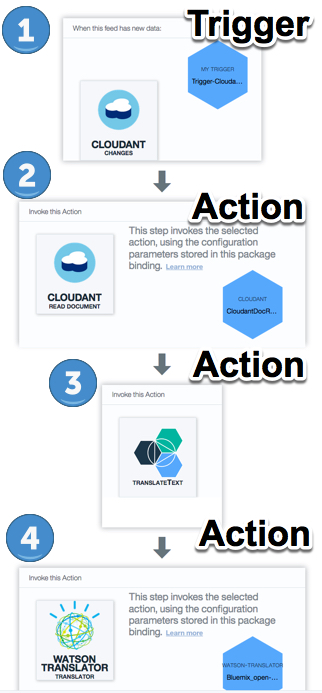 1
Trigger
When this feed has new data:
MY TRIGGER
Trigger-Clouda...
CLOUDANT
CHANGES
2
Action
Invoke this Action
This step invokes the selected
action, using the configuration
parameters stored in this package
binding. Learn more
CLOUDANT
READ DOCUMENT
CLOUDANT
CloudantDocR...
Action
3
Invoke this Action
TRANSLATETEXT
Action
4
Invoke this Action
This step invokes the selected
action, using the configuration
parameters stored in this package
binding. Learn more
WATSON
TRANSLATOR
TRANSLATOR
WATSON-TRANSLATOR
Bluemix_open-...